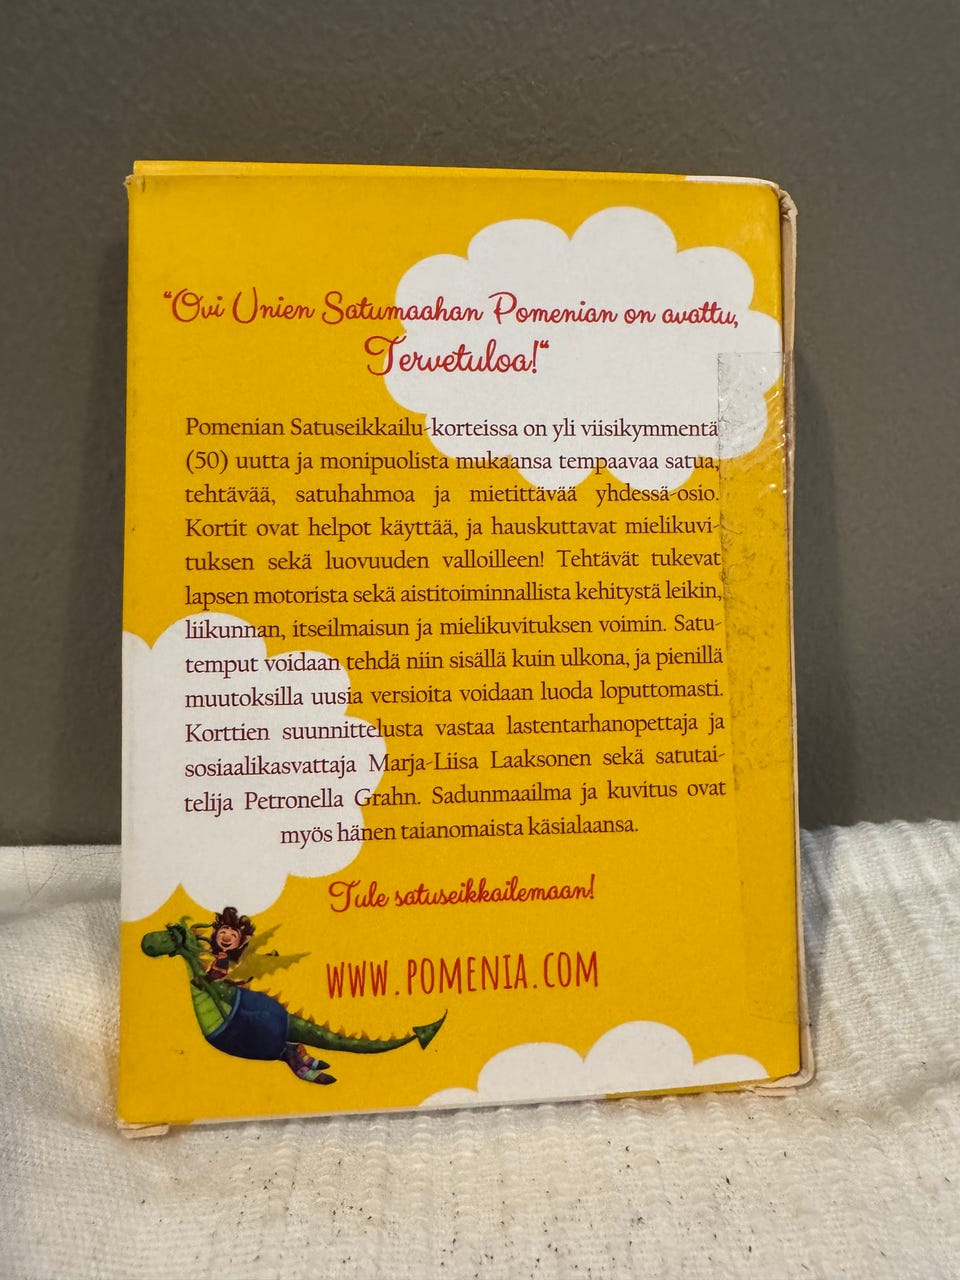 “Ovi Unien Satumaahan Pomenian on avattu,
Tervetuloa!“
Pomenian Satuseikkailu-korteissa on yli viisikymmentä
(50) uutta ja monipuolista mukaansa tempaavaa satua,
tehtävää, satuhahmoa ja mietittävää yhdessä-osio.
Kortit ovat helpot käyttää, ja hauskuttavat mielikuvi-
tuksen sekä luovuuden valloilleen! Tehtävät tukevat
lapsen motorista sekä aistitoiminnallista kehitystä leikin,
liikunnan, itseilmaisun ja mielikuvituksen voimin. Satu-
temput voidaan tehdä niin sisällä kuin ulkona, ja pienillä
muutoksilla uusia versioita voidaan luoda loputtomasti.
Korttien suunnittelusta vastaa lastentarhanopettaja ja
sosiaalikasvattaja Marja-Liisa Laaksonen sekä satutai-
telija Petronella Grahn. Sadunmaailma ja kuvitus ovat
myös hänen taianomaista käsialaansa.
Tule satuseikkailemaan!
WWW.POMENIA.COM